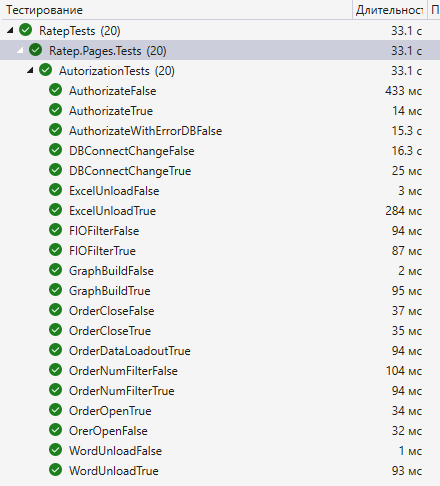 Тестирование Длительность П
RatepTests (20) 33.1 с
Ratep.Pages.Tests (20) 33.1 с
AutorizationTests (20) 33.1 с
AuthorizateFalse 433 мс
AuthorizateTrue 14 мс
AuthorizateWithErrorDBFalse 15.3 с
DBConnectChangeFalse 16.3 с
DBConnectChangeTrue 25 мс
ExcelUnloadFalse 3 мс
ExcelUnloadTrue 284 мс
FIOFilterFalse 94 мс
FIOFilterTrue 87 мс
GraphBuildFalse 2 мс
GraphBuildTrue 95 мс
OrderCloseFalse 37 мс
OrderCloseTrue 35 мс
OrderDataLoadoutTrue 94 мс
OrderNumFilterFalse 104 мс
OrderNumFilterTrue 94 мс
OrderOpenTrue 34 мс
OrerOpenFalse 32 мс
WordUnloadFalse 1 мс
WordUnloadTrue 93 мс